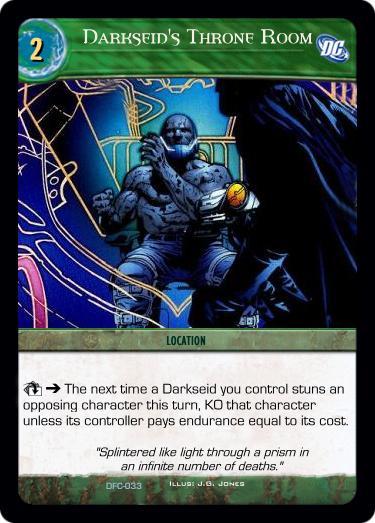 2
DARKSEID'S THRONE ROOM
DC
LOCATION
➔ The next time a Darkseid you control stuns an
opposing character this turn, KO that character
unless its controller pays endurance equal to its cost.
"Splintered like light through a prism in
an infinite number of deaths."
DFC-033
ILLUS: J.G. JONES